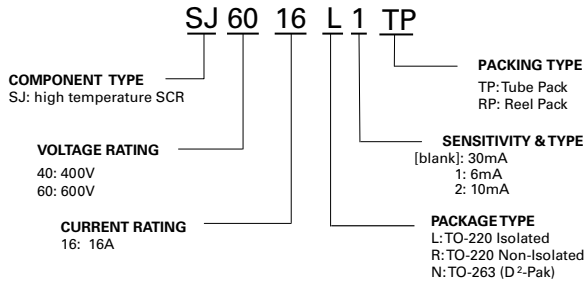 SJ 60 16 L 1 TP
COMPONENT TYPE
SJ: high temperature SCR
VOLTAGE RATING
40: 400V
60: 600V
CURRENT RATING
16: 16A
PACKING TYPE
TP: Tube Pack
RP: Reel Pack
SENSITIVITY & TYPE
[blank]: 30mA
1: 6mA
2: 10mA
PACKAGE TYPE
L: TO-220 Isolated
R: TO-220 Non-Isolated
N: TO-263 (D²-Pak)